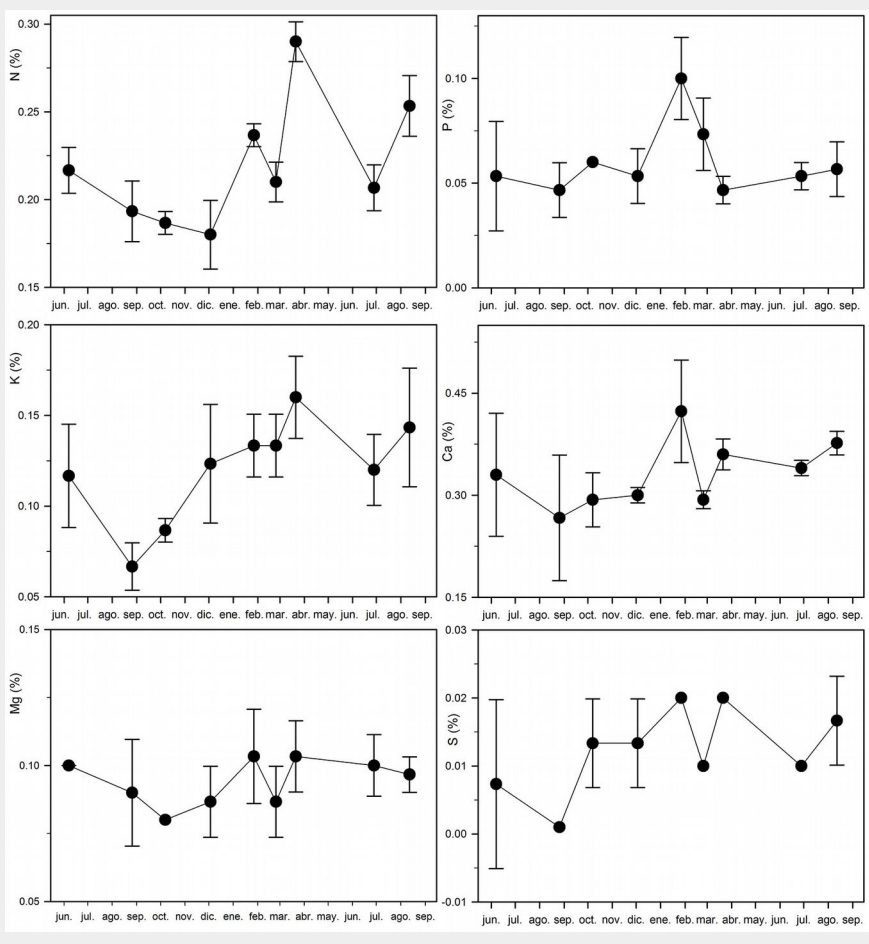 0.30
0.25
0.20
0.15
N (%)
jun. jul. ago. sep. oct. nov. dic. ene. feb. mar. abr. may. jun. jul. ago. sep.
0.10
0.05
0.00
P (%)
jun. jul. ago. sep. oct. nov. dic. ene. feb. mar. abr. may. jun. jul. ago. sep.
0.20
0.15
0.10
0.05
K (%)
jun. jul. ago. sep. oct. nov. dic. ene. feb. mar. abr. may. jun. jul. ago. sep.
0.45
0.30
0.15
Ca (%)
jun. jul. ago. sep. oct. nov. dic. ene. feb. mar. abr. may. jun. jul. ago. sep.
0.15
0.10
0.05
Mg (%)
jun. jul. ago. sep. oct. nov. dic. ene. feb. mar. abr. may. jun. jul. ago. sep.
0.03
0.02
0.01
0.00
-0.01
S (%)
jun. jul. ago. sep. oct. nov. dic. ene. feb. mar. abr. may. jun. jul. ago. sep.